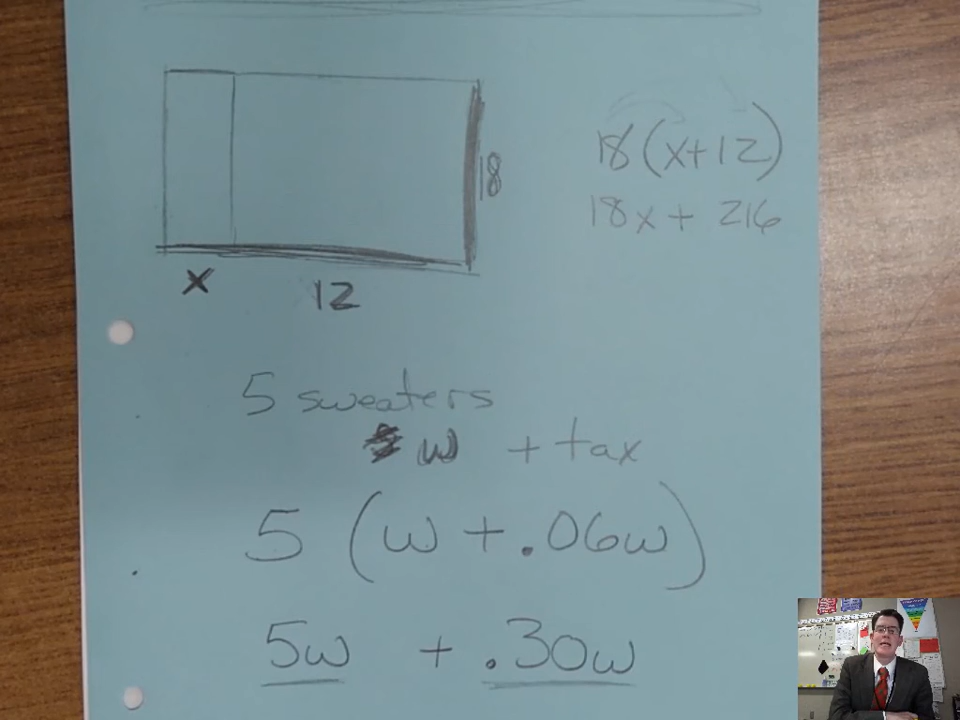 18
18(x+12)
18x + 216
x 12
5 sweaters
w + tax
5 (w + .06w)
5w + .30w